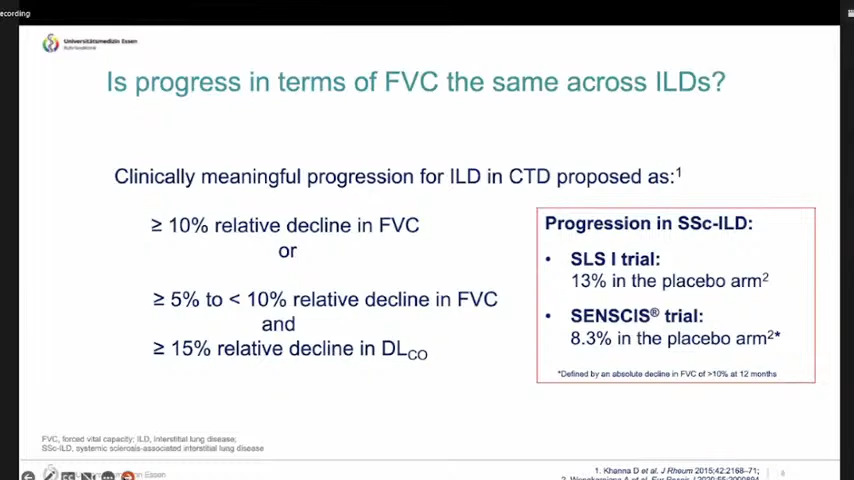 ecording
Universitätsmedizin Essen
Is progress in terms of FVC the same across ILDs?
Clinically meaningful progression for ILD in CTD proposed as:1
≥ 10% relative decline in FVC
or
≥ 5% to < 10% relative decline in FVC
and
≥ 15% relative decline in DLCO
Progression in SSc-ILD:
• SLS I trial:
13% in the placebo arm2
• SENSCIS® trial:
8.3% in the placebo arm2*
*Defined by an absolute decline in FVC of >10% at 12 months
FVC, forced vital capacity; ILD, interstitial lung disease;
SSc-ILD, systemic sclerosis-associated interstitial lung disease
Essen
1. Khanna D et al. J Rheum 2015;42:2168–71;